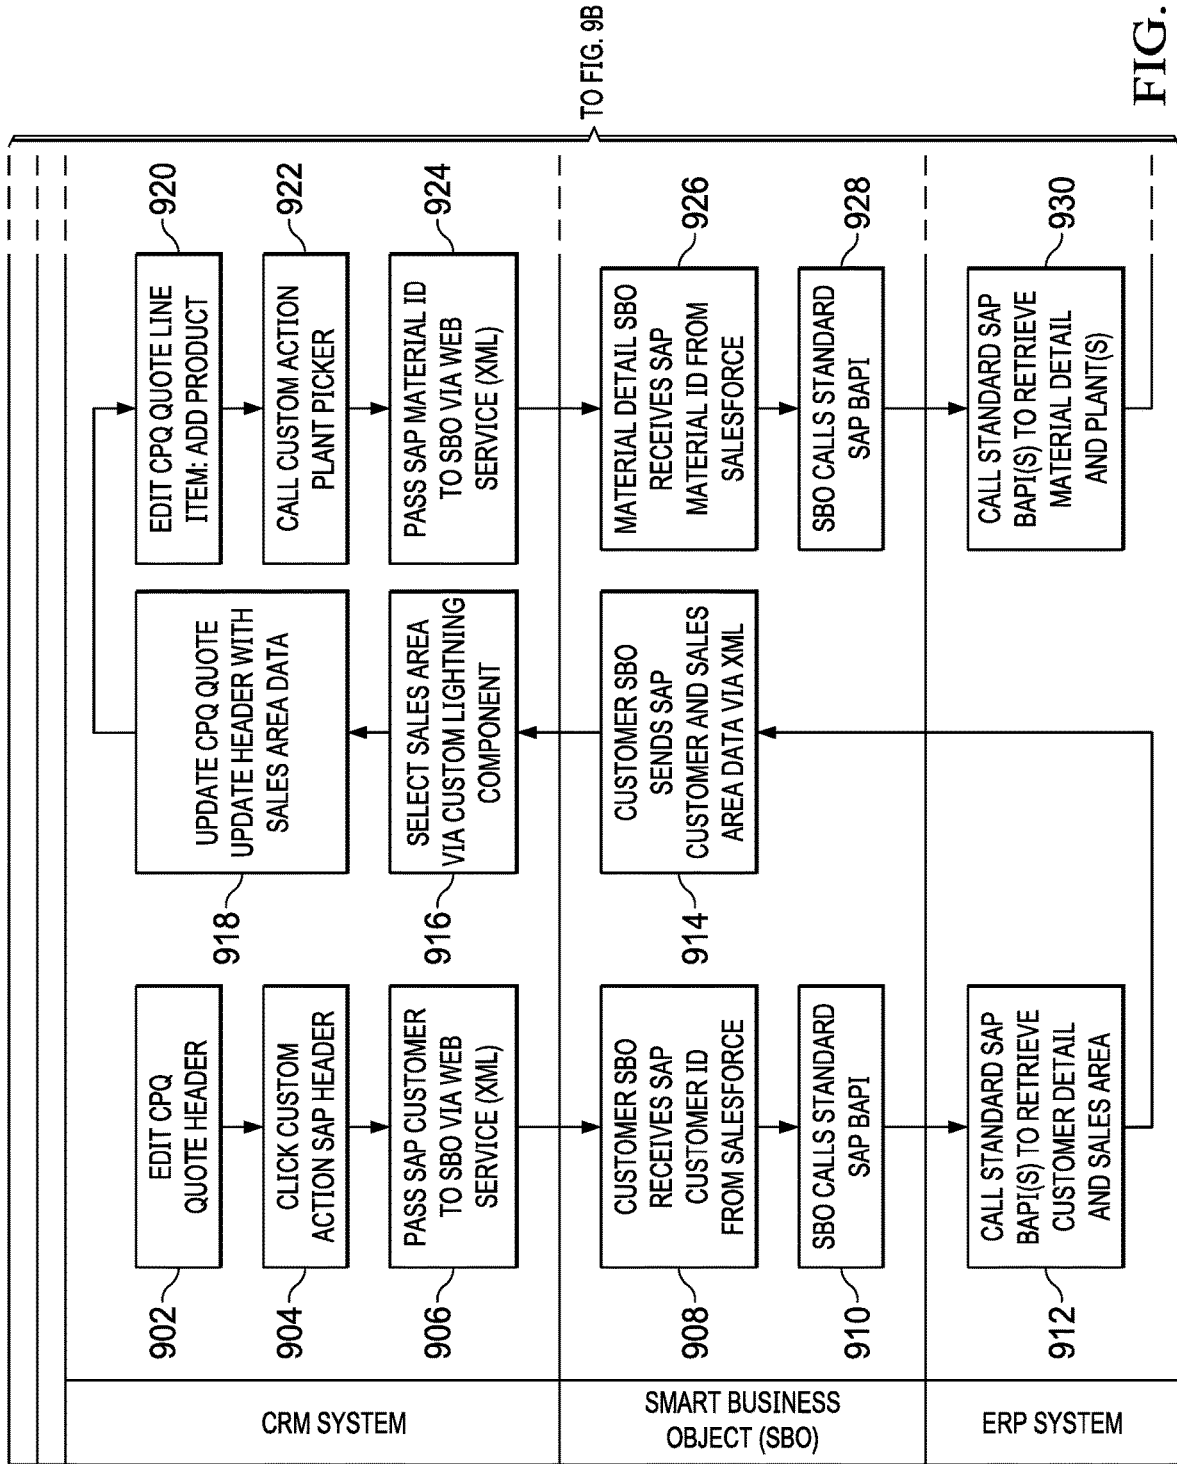 TO FIG. 9B
FIG.
CRM SYSTEM
902
EDIT CPQ
QUOTE HEADER
904
CLICK CUSTOM
ACTION SAP HEADER
906
PASS SAP CUSTOMER
TO SBO VIA WEB
SERVICE (XML)
918
UPDATE CPQ QUOTE
UPDATE HEADER WITH
SALES AREA DATA
916
SELECT SALES AREA
VIA CUSTOM LIGHTNING
COMPONENT
920
EDIT CPQ QUOTE LINE
ITEM: ADD PRODUCT
922
CALL CUSTOM ACTION
PLANT PICKER
924
PASS SAP MATERIAL ID
TO SBO VIA WEB
SERVICE (XML)
SMART BUSINESS
OBJECT (SBO)
908
CUSTOMER SBO
RECEIVES SAP
CUSTOMER ID
FROM SALESFORCE
910
SBO CALLS STANDARD
SAP BAPI
914
CUSTOMER SBO
SENDS SAP
CUSTOMER AND SALES
AREA DATA VIA XML
926
MATERIAL DETAIL SBO
RECEIVES SAP
MATERIAL ID FROM
SALESFORCE
928
SBO CALLS STANDARD
SAP BAPI
ERP SYSTEM
912
CALL STANDARD SAP
BAPI(S) TO RETRIEVE
CUSTOMER DETAIL
AND SALES AREA
930
CALL STANDARD SAP
BAPI(S) TO RETRIEVE
MATERIAL DETAIL
AND PLANT(S)